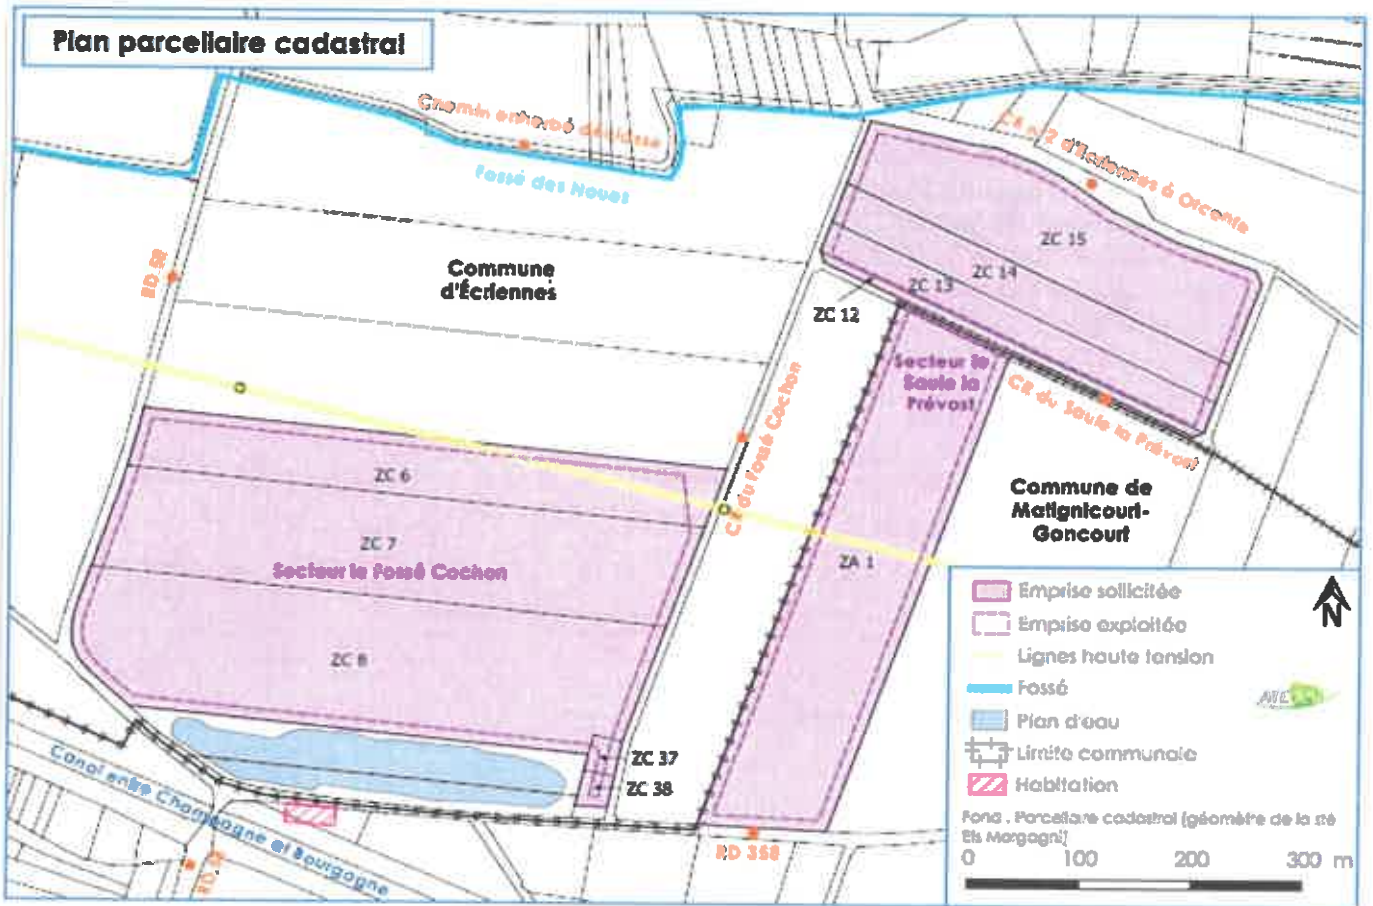 Plan parcellaire cadastral
Chemin enherbé déclassé
Fossé des Noues
CR n°2 d'Écriennes à Orconte
RD 58
Commune
d'Écriennes
ZC 15
ZC 14
ZC 13
ZC 12
Secteur le
Saule la
Prévost
CR du Fossé Cochon
CR du Saule la Prévost
ZC 6
ZC 7
Secteur le Fossé Cochon
ZC 8
ZA 1
Commune de
Matignicourt-
Goncourt
ZC 37
ZC 38
Canal entre Champagne et Bourgogne
RD 358
Emprise sollicitée
Emprise exploitée
Lignes haute tension
Fossé
Plan d'eau
Limite communale
Habitation
N
Fond : Parcellaire cadastral (géomètre de la sté
Ets Morgagni)
0 100 200 300 m